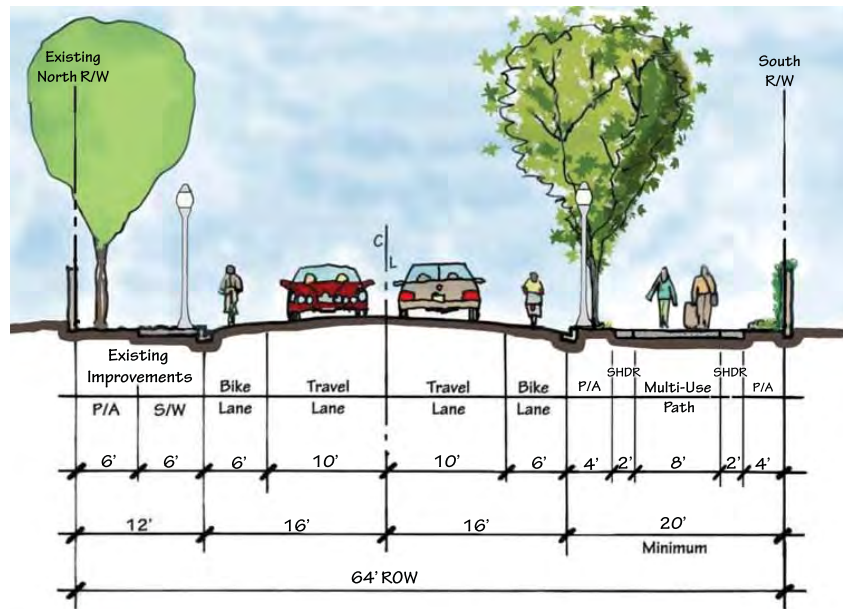 Existing
North R/W
South
R/W
C
L
Existing
Improvements
P/A
S/W
Bike
Lane
Travel
Lane
Travel
Lane
Bike
Lane
P/A
SHDR
Multi-Use
Path
SHDR
P/A
6' 6' 6' 10' 10' 6' 4' 2' 8' 2' 4'
12' 16' 16' 20'
Minimum
64' ROW